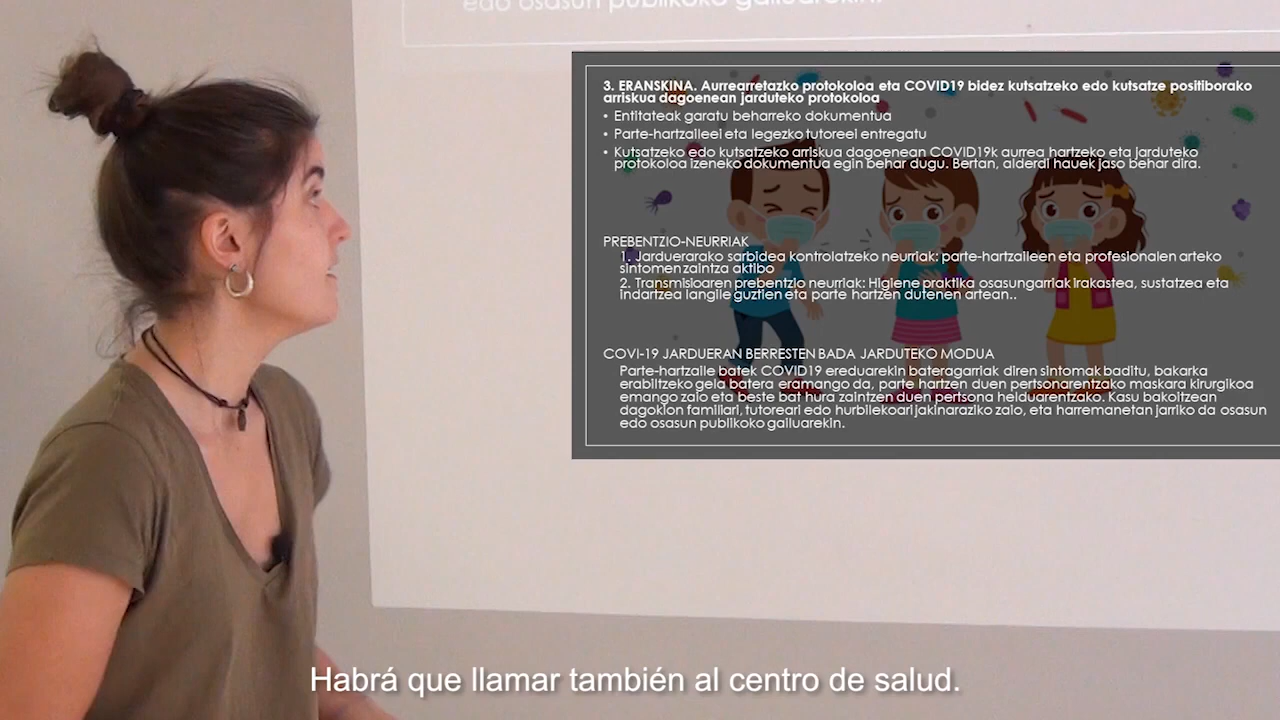 edo osasun publikoko gailuarekin.
3. ERANSKINA. Aurrearretazko protokoloa eta COVID19 bidez kutsatzeko edo kutsatze positiborako
arriskua dagoenean jarduteko protokoloa
• Entitateak garatu beharreko dokumentua
• Parte-hartzaileei eta legezko tutoreei entregatu
• Kutsatzeko edo kutsatzeko arriskua dagoenean COVID19k aurrea hartzeko eta jarduteko
protokoloa izeneko dokumentua egin behar dugu. Bertan, alderdi hauek jaso behar dira.
PREBENTZIO-NEURRIAK
1. Jarduerarako sarbidea kontrolatzeko neurriak: parte-hartzaileen eta profesionalen arteko
sintomen zaintza aktibo
2. Transmisioaren prebentzio neurriak: Higiene praktika osasungarriak irakastea, sustatzea eta
indartzea langile guztien eta parte hartzen dutenen artean..
COVI-19 JARDUERAN BERRESTEN BADA JARDUTEKO MODUA
Parte-hartzaile batek COVID19 ereduarekin bateragarriak diren sintomak baditu, bakarka
erabiltzeko gela batera eramango da, parte hartzen duen pertsonarentzako maskara kirurgikoa
emango zaio eta beste bat hura zaintzen duen pertsona helduarentzako. Kasu bakoitzean
dagokion familiari, tutoreari edo hurbilekoari jakinaraziko zaio, eta harremanetan jarriko da osasun
edo osasun publikoko gailuarekin.
Habrá que llamar también al centro de salud.